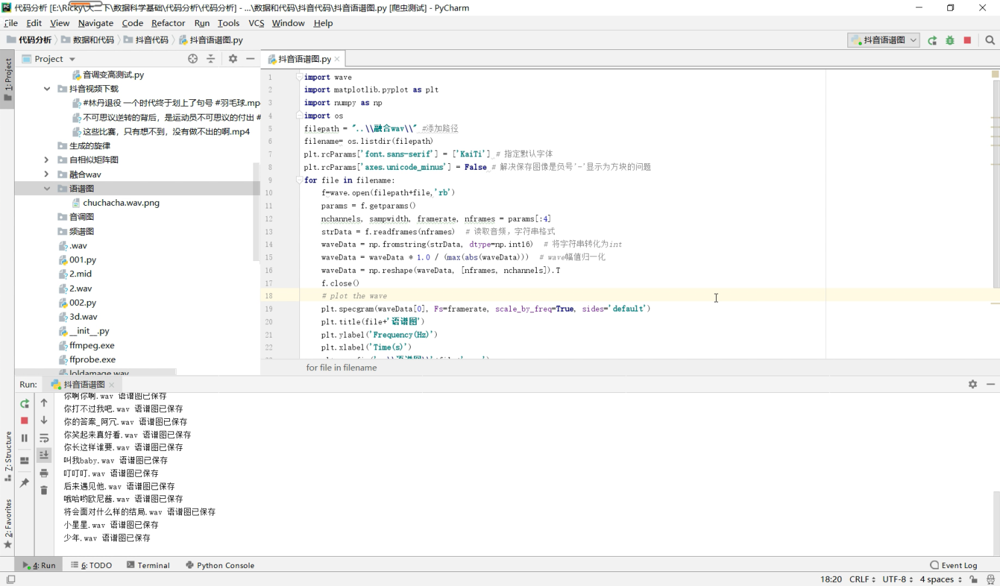 代码分析 [E:\Ricky\大二下\数据科学基础\代码分析\代码分析] - ...\数据和代码\抖音代码\抖音语谱图.py [爬虫测试] - PyCharm
File Edit View Navigate Code Refactor Run Tools VCS Window Help
代码分析 数据和代码 抖音代码 抖音语谱图.py
抖音语谱图
1: Project
Project
音调变高测试.py
抖音视频下载
#林丹退役 一个时代终于划上了句号 #羽毛球.mp
不可思议逆转的背后，是运动员不可思议的付出 #
这些比赛，只有想不到，没有做不出的啊.mp4
生成的旋律
自相似矩阵图
融合wav
语谱图
chuchacha.wav.png
音调图
频谱图
.wav
001.py
2.mid
2.wav
002.py
3d.wav
__init__.py
ffmpeg.exe
ffprobe.exe
loldamage.wav
抖音语谱图.py
1 import wave
2 import matplotlib.pyplot as plt
3 import numpy as np
4 import os
5 filepath = "..\\融合wav\\" #添加路径
6 filename= os.listdir(filepath)
7 plt.rcParams['font.sans-serif'] = ['KaiTi'] # 指定默认字体
8 plt.rcParams['axes.unicode_minus'] = False # 解决保存图像是负号'-'显示为方块的问题
9 for file in filename:
10 f=wave.open(filepath+file,'rb')
11 params = f.getparams()
12 nchannels, sampwidth, framerate, nframes = params[:4]
13 strData = f.readframes(nframes) # 读取音频，字符串格式
14 waveData = np.fromstring(strData, dtype=np.int16) # 将字符串转化为int
15 waveData = waveData * 1.0 / (max(abs(waveData))) # wave幅值归一化
16 waveData = np.reshape(waveData, [nframes, nchannels]).T
17 f.close()
18 # plot the wave
19 plt.specgram(waveData[0], Fs=framerate, scale_by_freq=True, sides='default')
20 plt.title(file+'语谱图')
21 plt.ylabel('Frequency(Hz)')
22 plt.xlabel('Time(s)')
for file in filename
Run: 抖音语谱图
你啊你啊.wav 语谱图已保存
你打不过我吧.wav 语谱图已保存
你的答案_阿冗.wav 语谱图已保存
你笑起来真好看.wav 语谱图已保存
你长这样谁要.wav 语谱图已保存
叫我baby.wav 语谱图已保存
叮叮叮.wav 语谱图已保存
后来遇见他.wav 语谱图已保存
哦哈哟欧尼酱.wav 语谱图已保存
将会面对什么样的结局.wav 语谱图已保存
小星星.wav 语谱图已保存
少年.wav 语谱图已保存
7: Structure
2: Favorites
4: Run 6: TODO Terminal Python Console Event Log
18:20 CRLF UTF-8 4 spaces